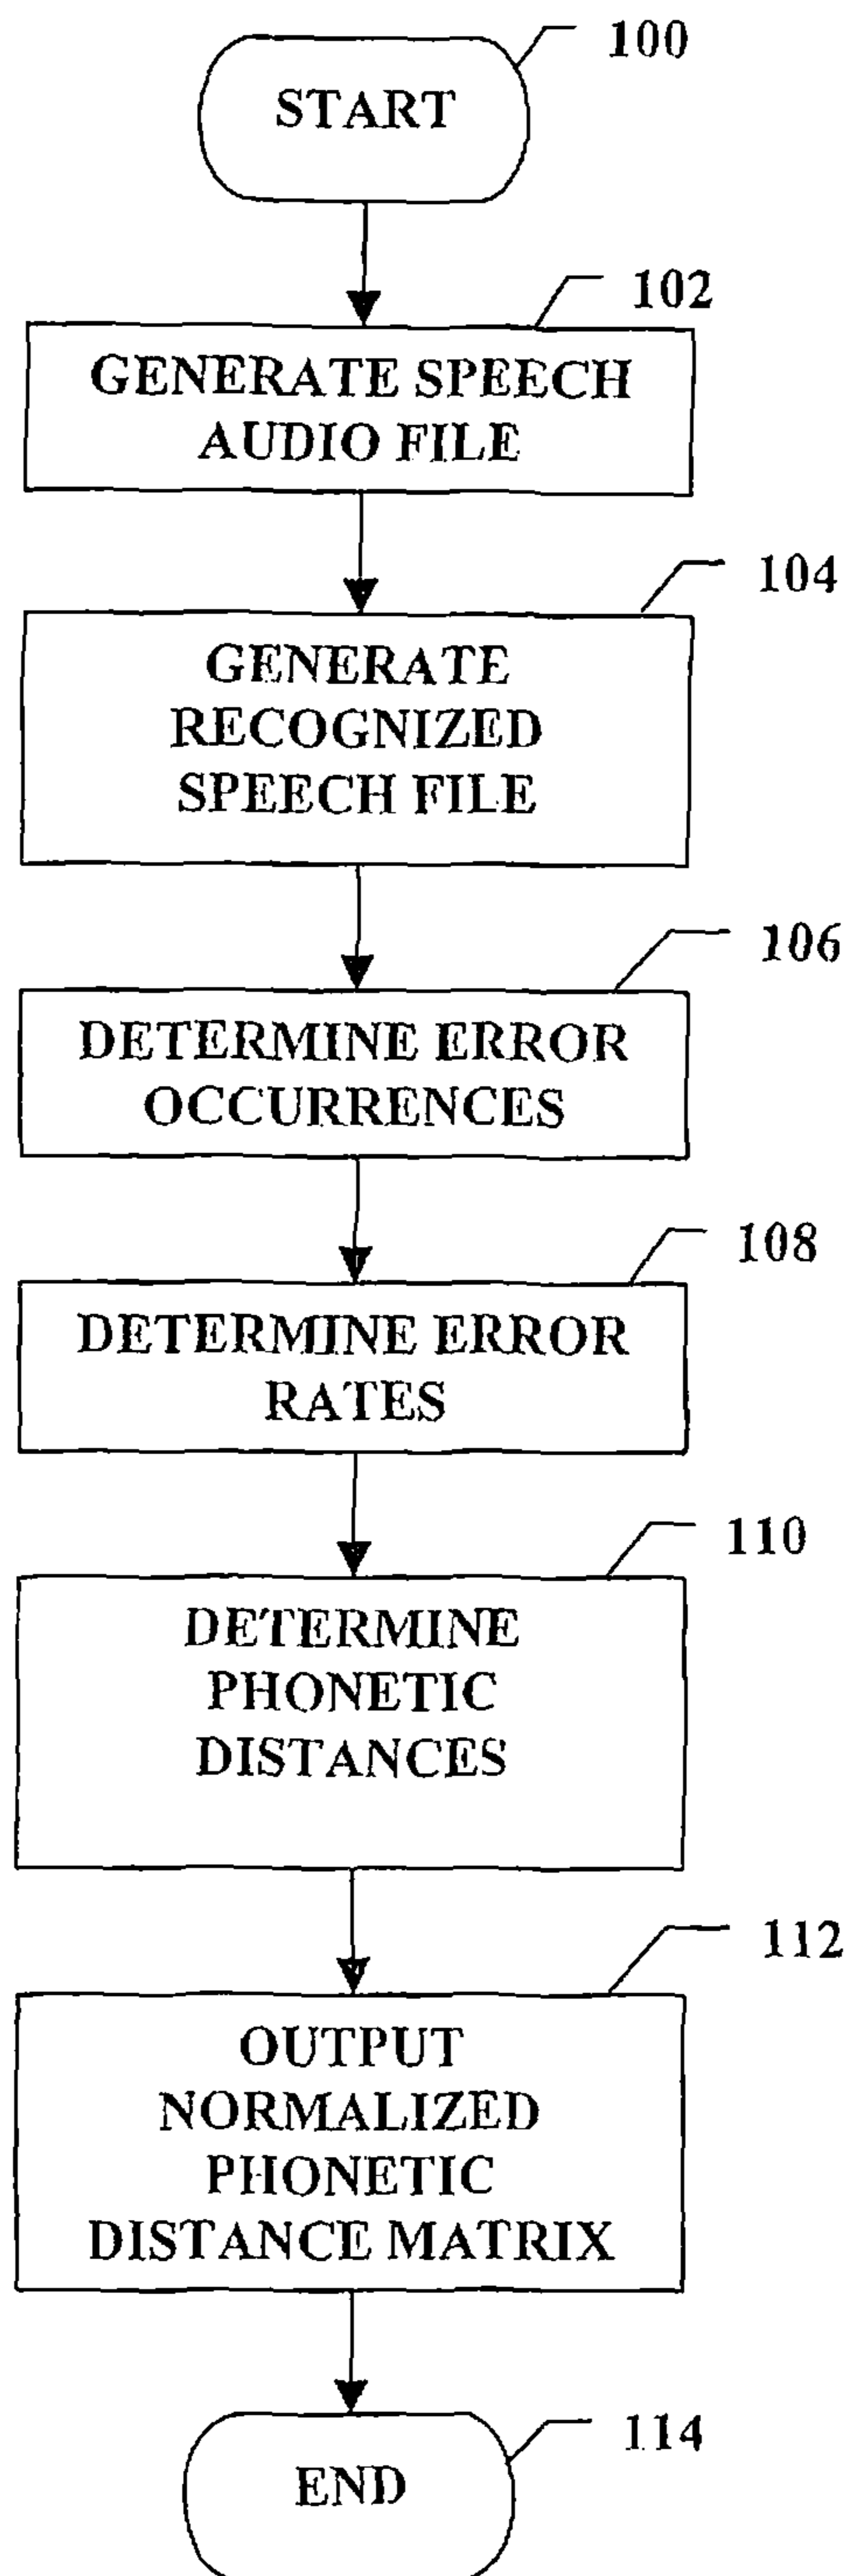 100
START
102
GENERATE SPEECH
AUDIO FILE
104
GENERATE
RECOGNIZED
SPEECH FILE
106
DETERMINE ERROR
OCCURRENCES
108
DETERMINE ERROR
RATES
110
DETERMINE
PHONETIC
DISTANCES
112
OUTPUT
NORMALIZED
PHONETIC
DISTANCE MATRIX
114
END